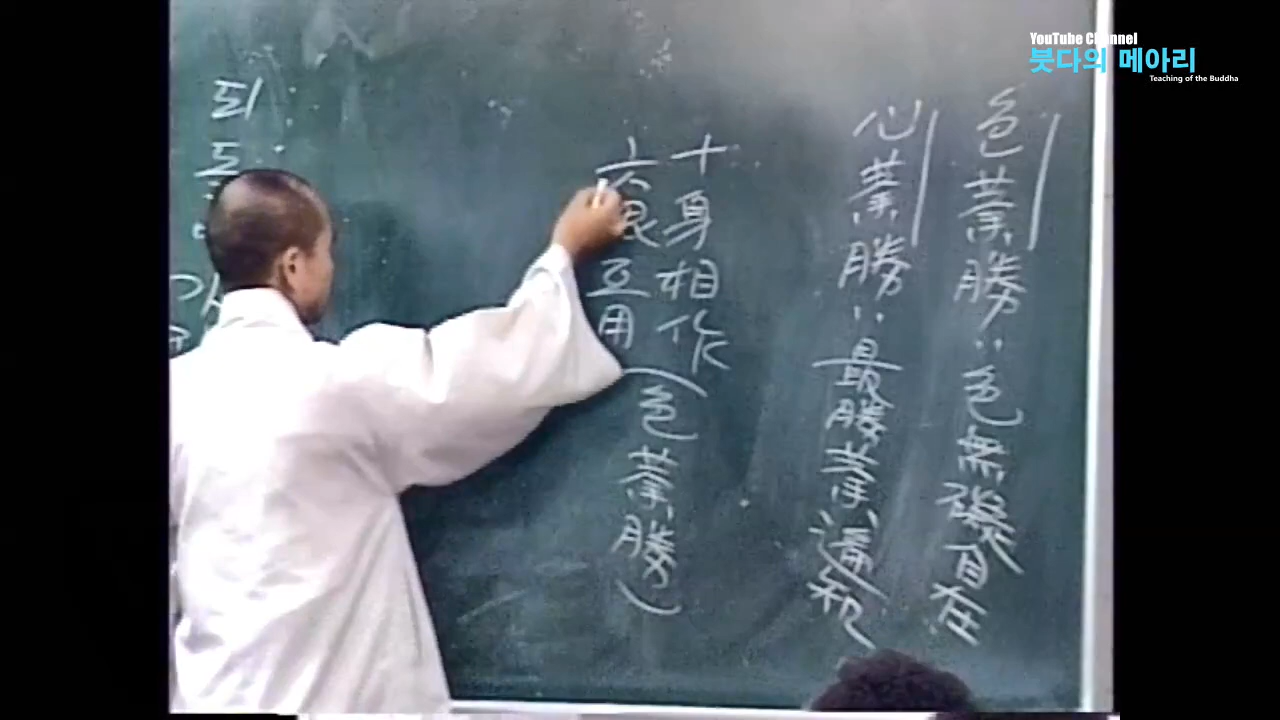 YouTube Channel
붓다의 메아리
Teaching of the Buddha
色業勝：色無礙自在
心業勝：最勝業遍知
十身相作
六根互用(色業勝)
되